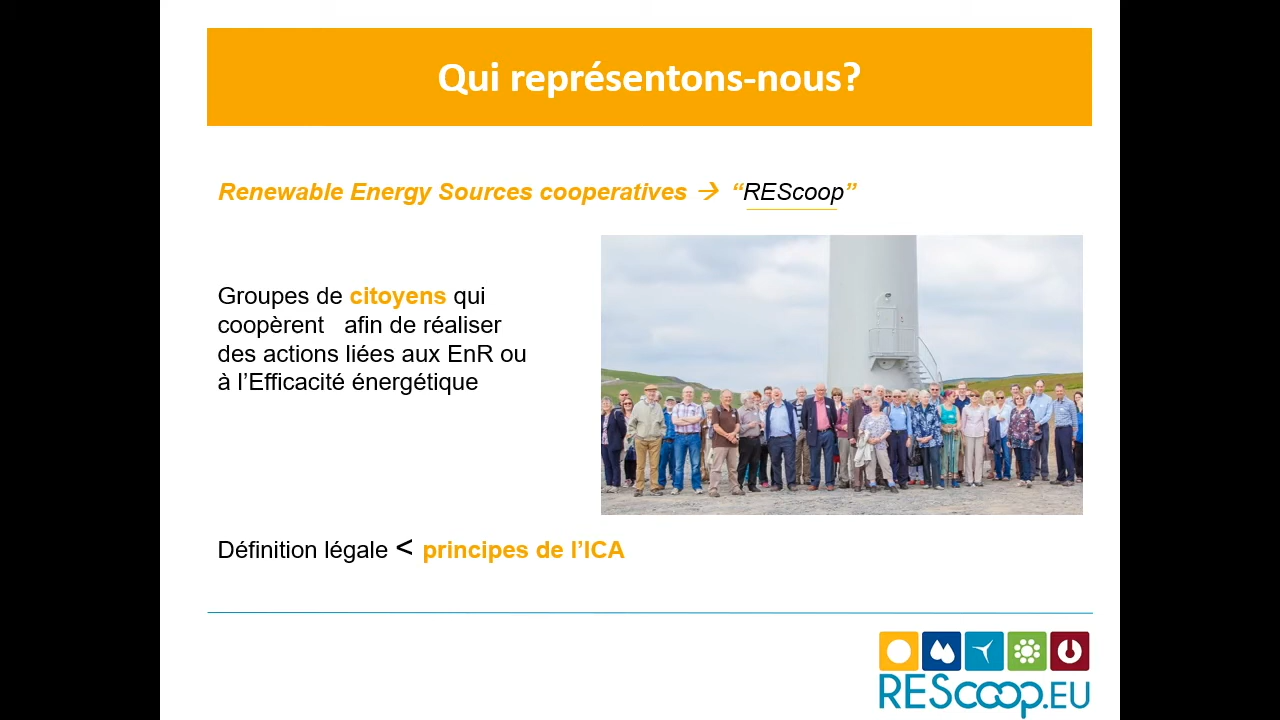 Qui représentons-nous?
Renewable Energy Sources cooperatives → “REScoop”
Groupes de citoyens qui
coopèrent afin de réaliser
des actions liées aux EnR ou
à l’Efficacité énergétique
Définition légale < principes de l’ICA
REScoop.EU